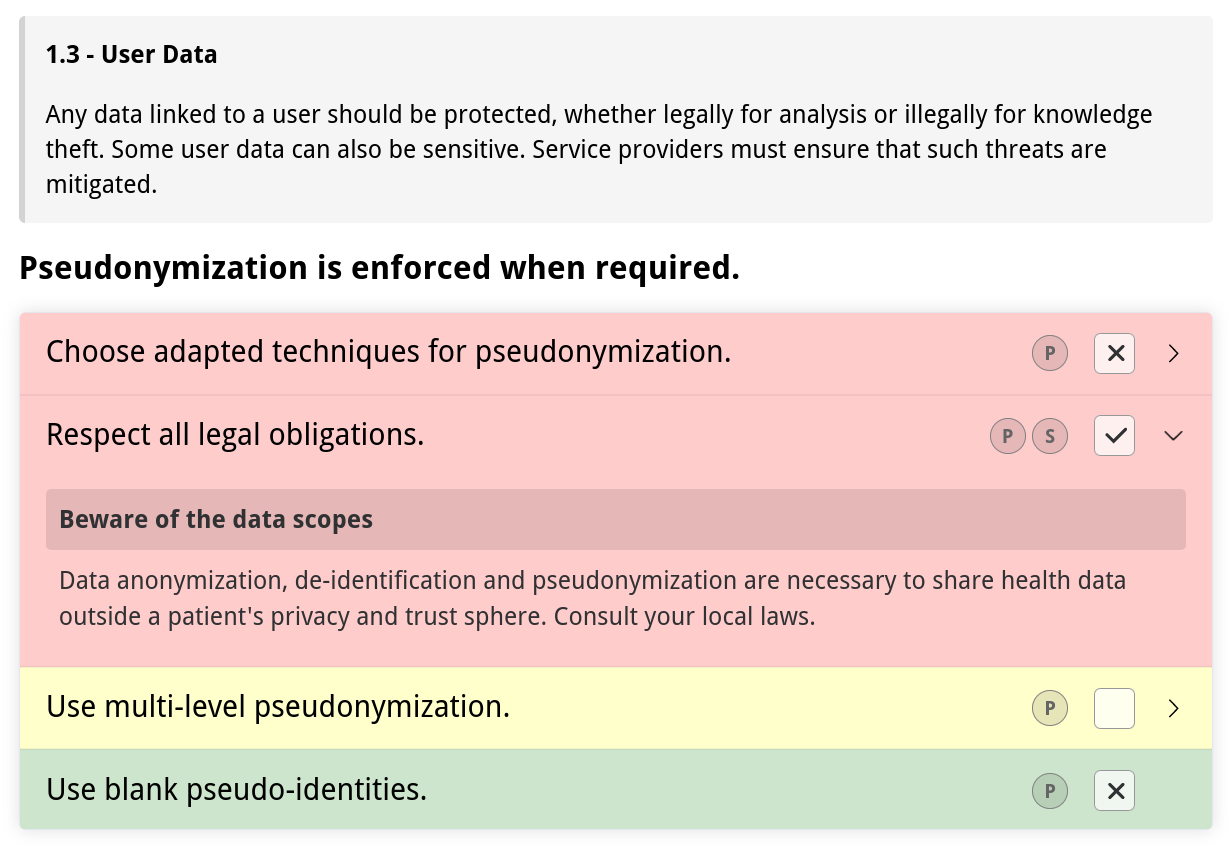 1.3 - User Data
Any data linked to a user should be protected, whether legally for analysis or illegally for knowledge
theft. Some user data can also be sensitive. Service providers must ensure that such threats are
mitigated.
Pseudonymization is enforced when required.
Choose adapted techniques for pseudonymization. P
Respect all legal obligations. P S
Beware of the data scopes
Data anonymization, de-identification and pseudonymization are necessary to share health data
outside a patient's privacy and trust sphere. Consult your local laws.
Use multi-level pseudonymization. P
Use blank pseudo-identities. P